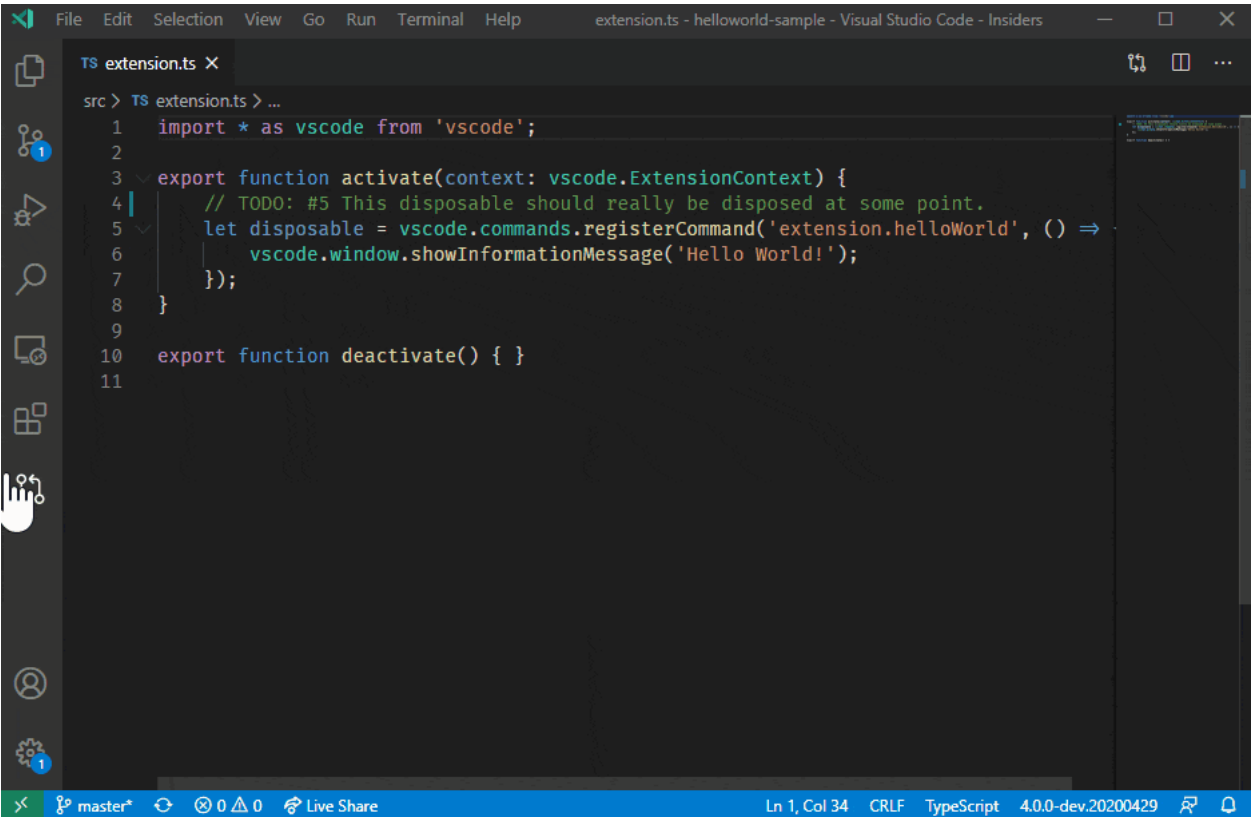 File Edit Selection View Go Run Terminal Help extension.ts - helloworld-sample - Visual Studio Code - Insiders
TS extension.ts
src > TS extension.ts > ...
1 import * as vscode from 'vscode';
2
3 export function activate(context: vscode.ExtensionContext) {
4 // TODO: #5 This disposable should really be disposed at some point.
5 let disposable = vscode.commands.registerCommand('extension.helloWorld', () ⇒
6 vscode.window.showInformationMessage('Hello World!');
7 });
8 }
9
10 export function deactivate() { }
11
1
1
master* 0 0 Live Share Ln 1, Col 34 CRLF TypeScript 4.0.0-dev.20200429